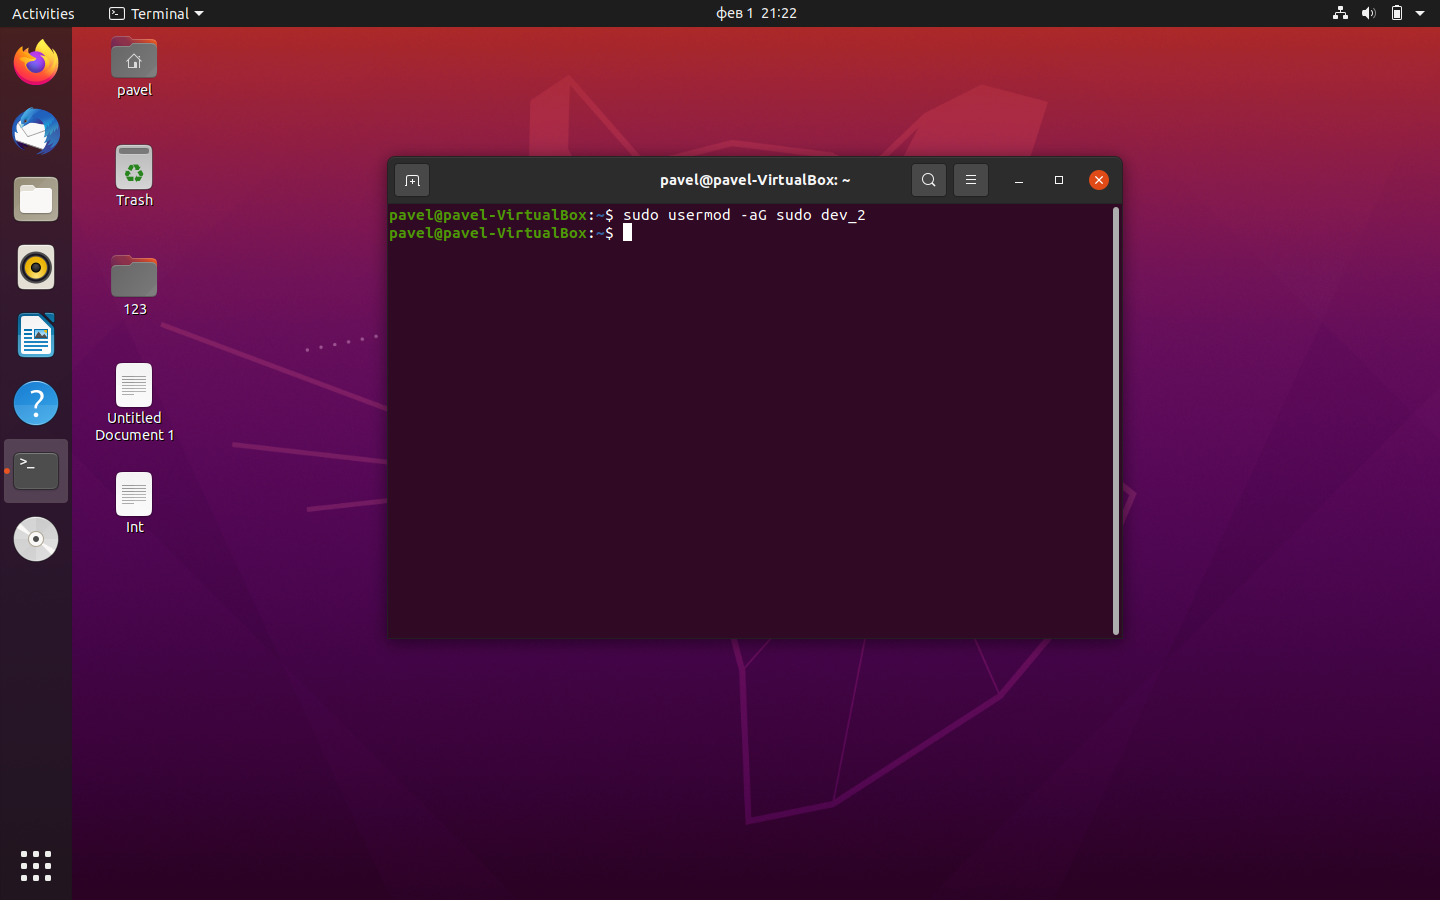 Activities
Terminal
фев 1 21:22
pavel
Trash
123
Untitled
Document 1
Int
pavel@pavel-VirtualBox: ~
pavel@pavel-VirtualBox:~$ sudo usermod -aG sudo dev_2
pavel@pavel-VirtualBox:~$